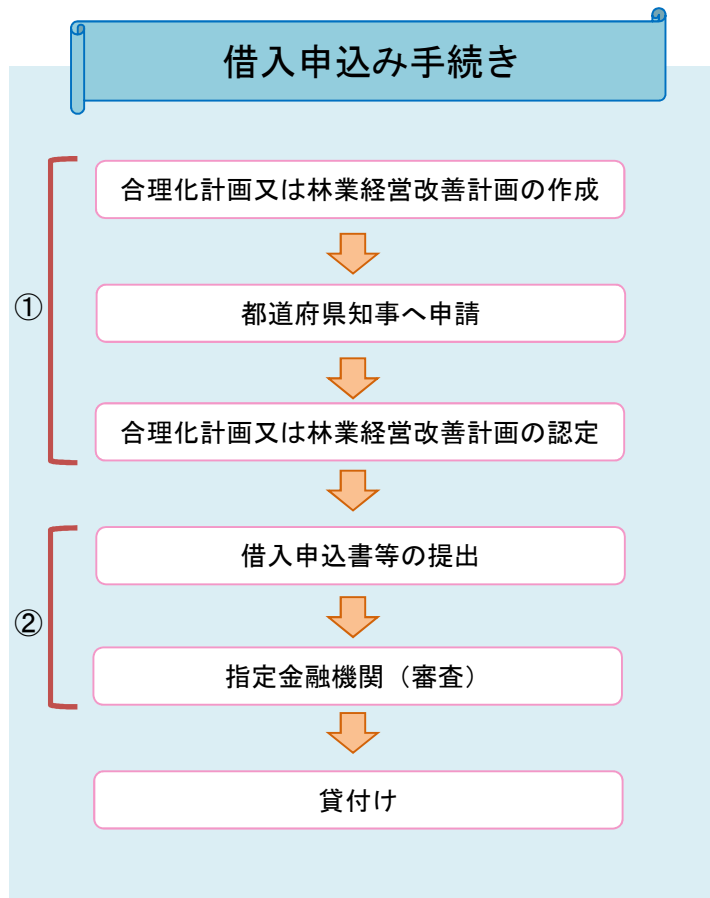 借入申込み手続き
合理化計画又は林業経営改善計画の作成
①
都道府県知事へ申請
合理化計画又は林業経営改善計画の認定
借入申込書等の提出
②
指定金融機関（審査）
貸付け